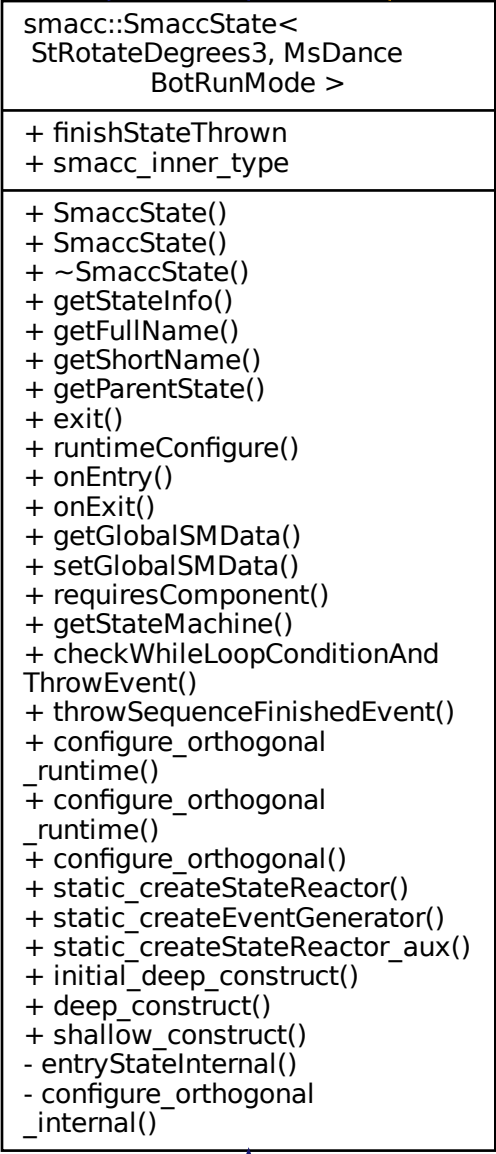 smacc::SmaccState<
StRotateDegrees3, MsDance
BotRunMode >
+ finishStateThrown
+ smacc_inner_type
+ SmaccState()
+ SmaccState()
+ ~SmaccState()
+ getStateInfo()
+ getFullName()
+ getShortName()
+ getParentState()
+ exit()
+ runtimeConfigure()
+ onEntry()
+ onExit()
+ getGlobalSMData()
+ setGlobalSMData()
+ requiresComponent()
+ getStateMachine()
+ checkWhileLoopConditionAnd
ThrowEvent()
+ throwSequenceFinishedEvent()
+ configure_orthogonal
_runtime()
+ configure_orthogonal
_runtime()
+ configure_orthogonal()
+ static_createStateReactor()
+ static_createEventGenerator()
+ static_createStateReactor_aux()
+ initial_deep_construct()
+ deep_construct()
+ shallow_construct()
- entryStateInternal()
- configure_orthogonal
_internal()